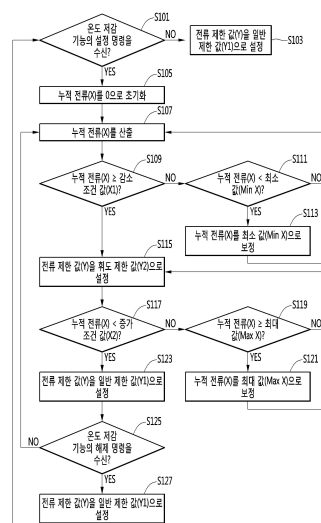 S101
온도 저감
기능의 설정 명령을
수신?
NO
S103
전류 제한 값(Y)을 일반
제한 값(Y1)으로 설정
YES
S105
누적 전류(X)를 0으로 초기화
S107
누적 전류(X)를 산출
S109
누적 전류(X) ≥ 감소
조건 값(X1)?
NO
S111
누적 전류(X) < 최소
값(Min X)?
NO
YES
YES
S113
누적 전류(X)를 최소 값(Min X)으로
보정
S115
전류 제한 값(Y)을 휘도 제한 값(Y2)으로
설정
S117
누적 전류(X) < 증가
조건 값(X2)?
NO
S119
누적 전류(X) ≥ 최대
값(Max X)?
NO
YES
YES
S123
전류 제한 값(Y)을 일반 제한 값(Y1)으로
설정
S121
누적 전류(X)를 최대 값(Max X)으로
보정
S125
온도 저감
기능의 해제 명령을
수신?
NO
YES
S127
전류 제한 값(Y)을 일반 제한 값(Y1)으로
설정